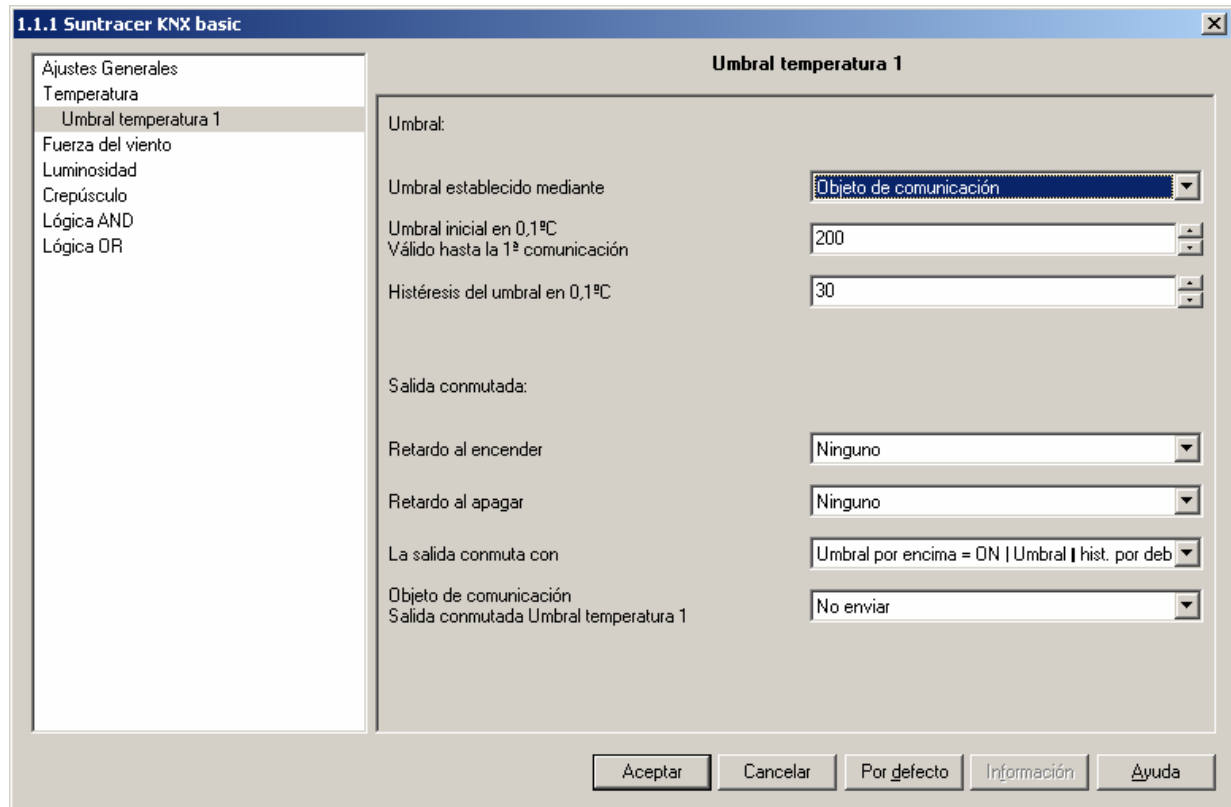 1.1.1 Suntracer KNX basic
Ajustes Generales
Temperatura
Umbral temperatura 1
Fuerza del viento
Luminosidad
Crepúsculo
Lógica AND
Lógica OR
Umbral temperatura 1
Umbral:
Umbral establecido mediante
Objeto de comunicación
Umbral inicial en 0,1ºC
Válido hasta la 1ª comunicación
200
Histéresis del umbral en 0,1ºC
30
Salida conmutada:
Retardo al encender
Ninguno
Retardo al apagar
Ninguno
La salida conmuta con
Umbral por encima = ON | Umbral | hist. por deb
Objeto de comunicación
Salida conmutada Umbral temperatura 1
No enviar
Aceptar
Cancelar
Por defecto
Información
Ayuda